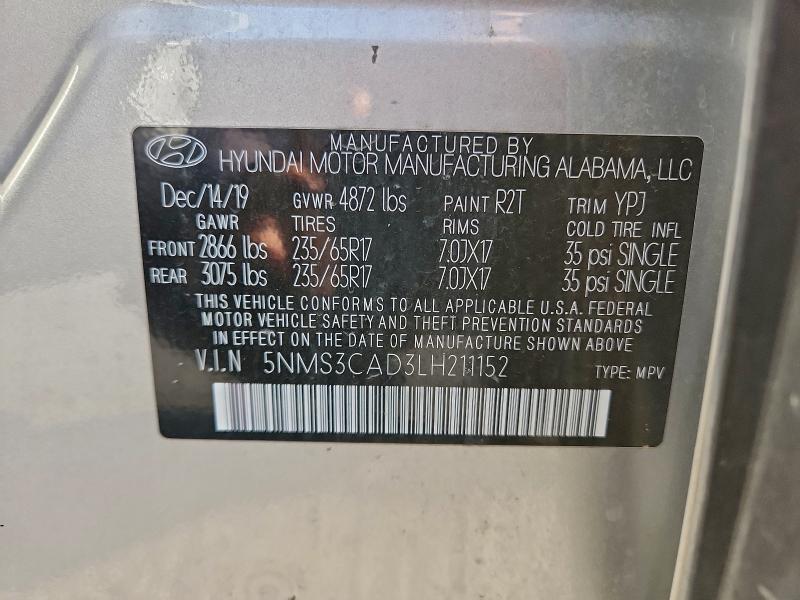 MANUFACTURED BY
HYUNDAI MOTOR MANUFACTURING ALABAMA, LLC
Dec/14/19 GVWR 4872 lbs PAINT R2T TRIM YPJ
GAWR TIRES RIMS COLD TIRE INFL
FRONT 2866 lbs 235/65R17 7.0JX17 35 psi SINGLE
REAR 3075 lbs 235/65R17 7.0JX17 35 psi SINGLE
THIS VEHICLE CONFORMS TO ALL APPLICABLE U.S.A. FEDERAL
MOTOR VEHICLE SAFETY AND THEFT PREVENTION STANDARDS
IN EFFECT ON THE DATE OF MANUFACTURE SHOWN ABOVE
V.I.N 5NMS3CAD3LH211152 TYPE: MPV